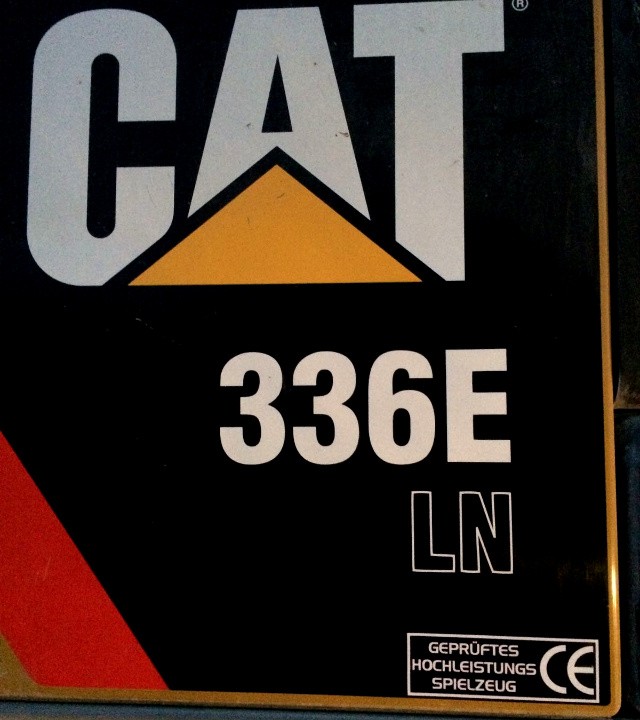 CAT®
336E
LN
GEPRÜFTES
HOCHLEISTUNGS
SPIELZEUG
CE